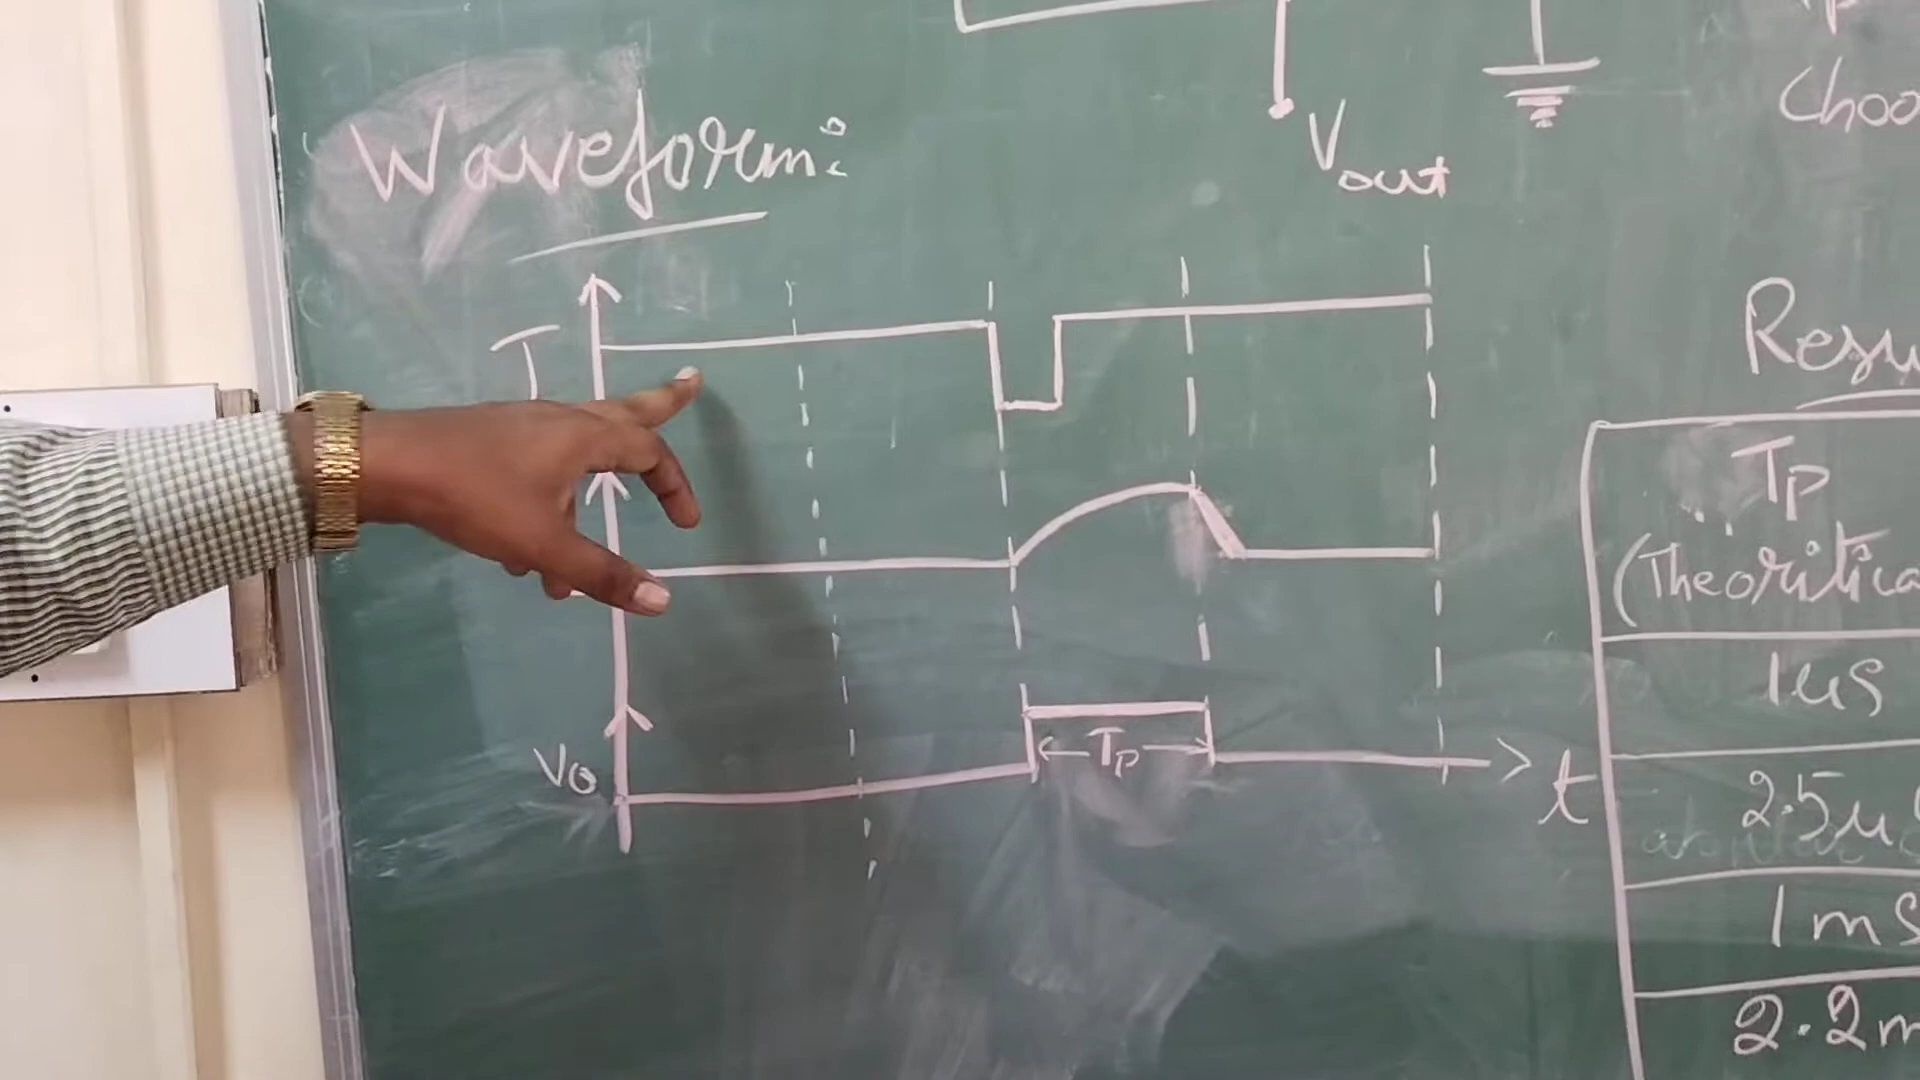 Waveform:
Vout
Choo
T
Resu
Tp
(Theoritica
1us
Vo
Tp
t
2.5u
1ms
2.2m